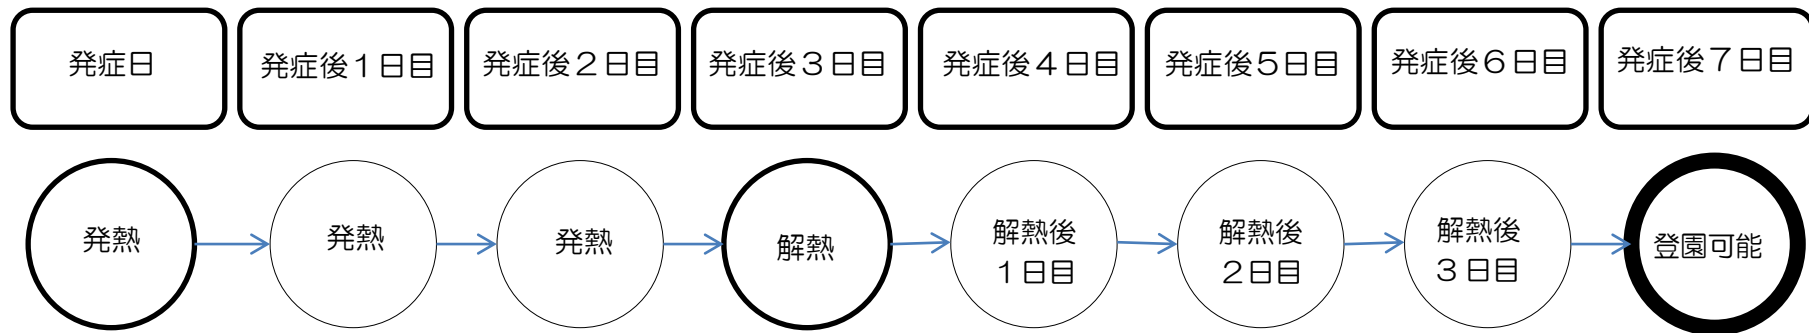 発症日
発症後１日目
発症後２日目
発症後３日目
発症後４日目
発症後５日目
発症後６日目
発症後７日目
発熱
発熱
発熱
解熱
解熱後
１日目
解熱後
２日目
解熱後
３日目
登園可能